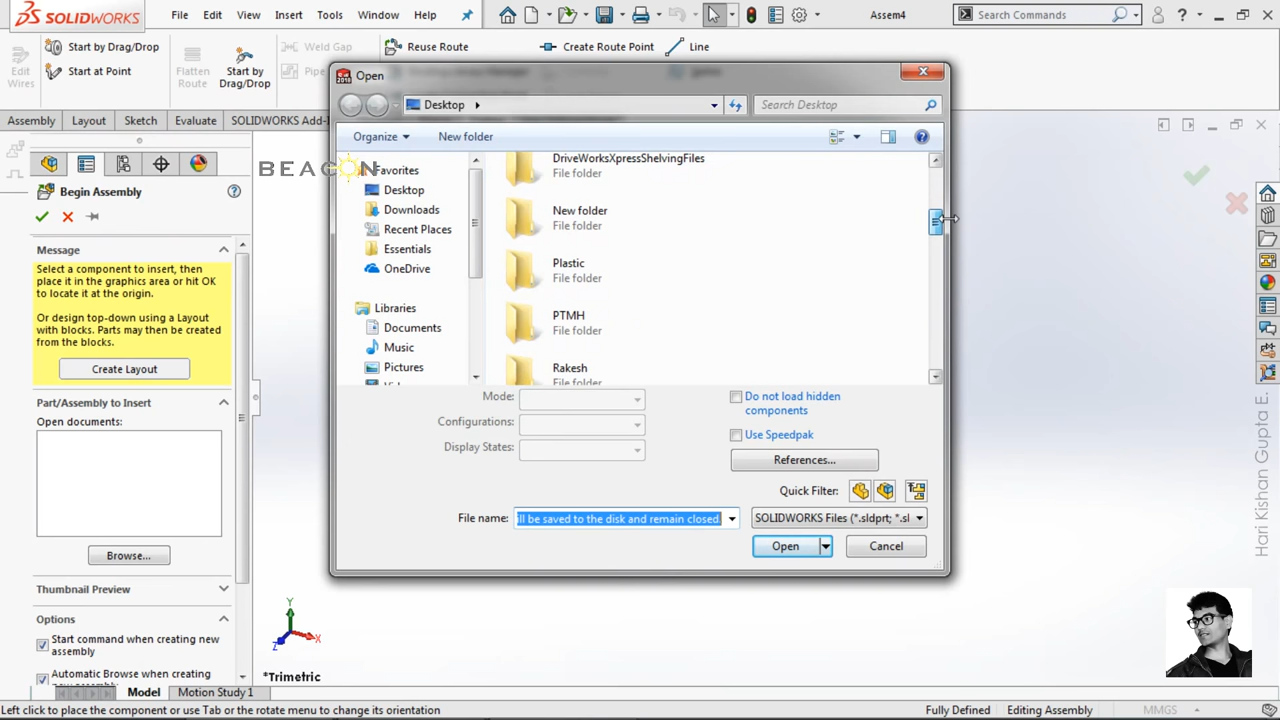 SOLIDWORKS
File
Edit
View
Insert
Tools
Window
Help
Assem4
Search Commands
?
Edit Wires
Start by Drag/Drop
Start at Point
Flatten Route
Start by Drag/Drop
Weld Gap
Pipe
Reuse Route
Create Route Point
Line
Assembly
Layout
Sketch
Evaluate
SOLIDWORKS Add-I
BEACON
Begin Assembly
Message
Select a component to insert, then
place it in the graphics area or hit OK
to locate it at the origin.
Or design top-down using a Layout
with blocks. Parts may then be created
from the blocks.
Create Layout
Part/Assembly to Insert
Open documents:
Browse...
Thumbnail Preview
Options
Start command when creating new
assembly
Automatic Browse when creating
Open
Desktop
Search Desktop
Organize
New folder
Favorites
Desktop
Downloads
Recent Places
Essentials
OneDrive
Libraries
Documents
Music
Pictures
DriveWorksXpressShelvingFiles
File folder
New folder
File folder
Plastic
File folder
PTMH
File folder
Rakesh
File folder
Mode:
Configurations:
Display States:
Do not load hidden
components
Use Speedpak
References...
Quick Filter:
File name:
ill be saved to the disk and remain closed.
SOLIDWORKS Files (*.sldprt; *.sl
Open
Cancel
Hari Kishan Gupta E.
Y
X
Z
*Trimetric
Model
Motion Study 1
Left click to place the component or use Tab or the rotate menu to change its orientation
Fully Defined
Editing Assembly
MMGS